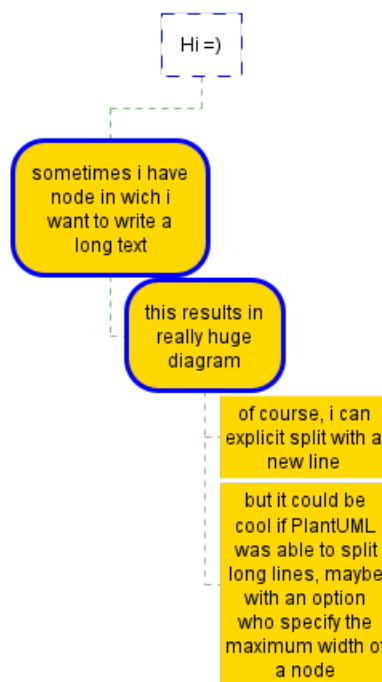 Hi =)
sometimes i have
node in wich i
want to write a
long text
this results in
really huge
diagram
of course, i can
explicit split with a
new line
but it could be
cool if PlantUML
was able to split
long lines, maybe
with an option
who specify the
maximum width of
a node